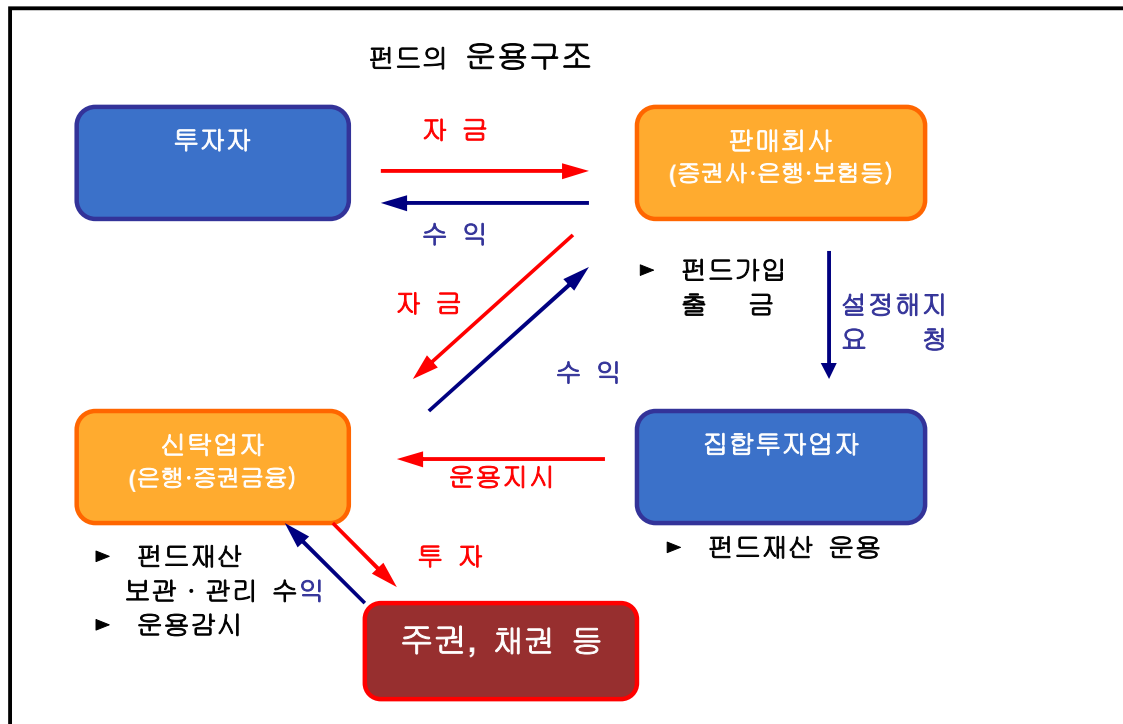 펀드의 운용구조
투자자
자 금
판매회사
(증권사·은행·보험등)
수 익
► 펀드가입
출 금
설정해지
요 청
자 금
수 익
신탁업자
(은행·증권금융)
운용지시
집합투자업자
► 펀드재산 운용
► 펀드재산
보관·관리 수익
► 운용감시
투 자
주권, 채권 등